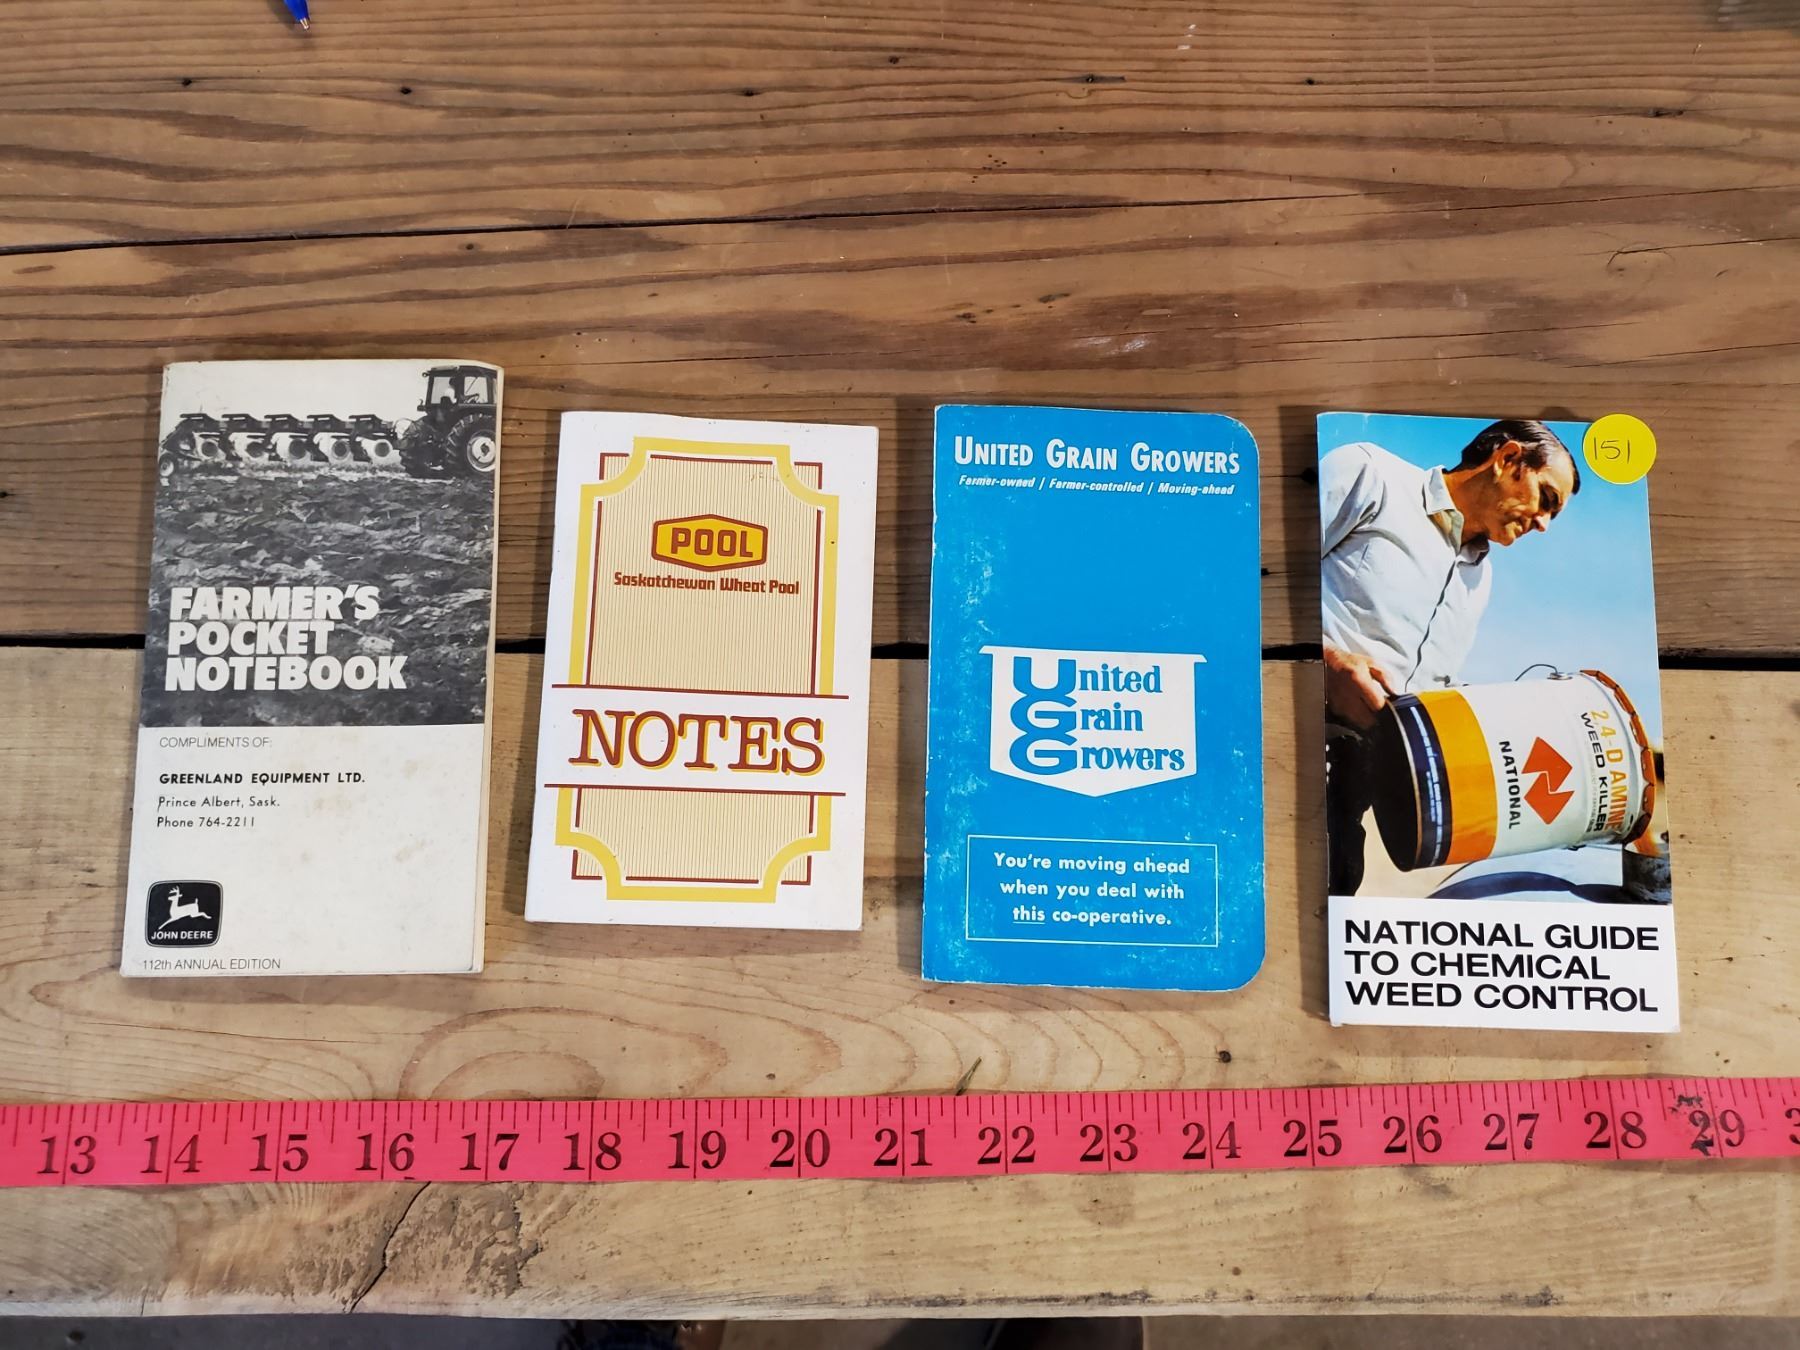 FARMER'S
POCKET
NOTEBOOK
COMPLIMENTS OF:
GREENLAND EQUIPMENT LTD.
Prince Albert, Sask.
Phone 764-2211
JOHN DEERE
112th ANNUAL EDITION
POOL
Saskatchewan Wheat Pool
NOTES
UNITED GRAIN GROWERS
Farmer-owned / Farmer-controlled / Moving-ahead
United
Grain
Growers
You're moving ahead
when you deal with
this co-operative.
151
2,4-D AMINE
WEED KILLER
NATIONAL
NATIONAL GUIDE
TO CHEMICAL
WEED CONTROL
13 14 15 16 17 18 19 20 21 22 23 24 25 26 27 28 29